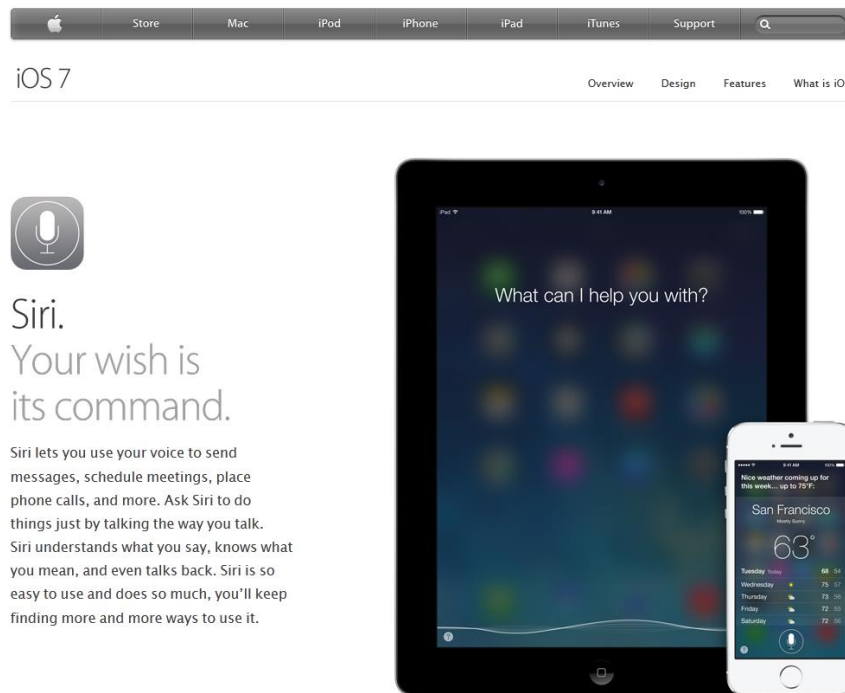 Store Mac iPod iPhone iPad iTunes Support
iOS 7
Overview Design Features What is iO
iPad 9:41 AM 100%
What can I help you with?
Siri.
Your wish is
its command.
Siri lets you use your voice to send
messages, schedule meetings, place
phone calls, and more. Ask Siri to do
things just by talking the way you talk.
Siri understands what you say, knows what
you mean, and even talks back. Siri is so
easy to use and does so much, you’ll keep
finding more and more ways to use it.
9:41 AM 100%
Nice weather coming up for
this week... up to 75°F:
San Francisco
Mostly Sunny
63°
Tuesday Today 68 54
Wednesday 75 57
Thursday 73 56
Friday 72 55
Saturday 72 56
?
?